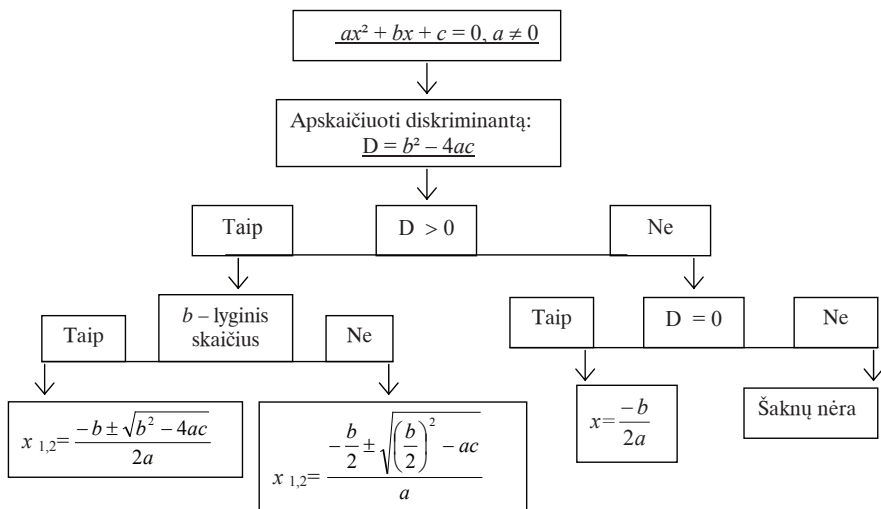 ax² + bx + c = 0, a ≠ 0
Apskaičiuoti diskriminantą:
D = b² – 4ac
Taip
D > 0
Ne
Taip
b – lyginis
skaičius
Ne
Taip
D = 0
Ne
x 1,2= (-b ± √(b² - 4ac)) / 2a
x 1,2= (-b/2 ± √((b/2)² - ac)) / a
x= -b / 2a
Šaknų nėra